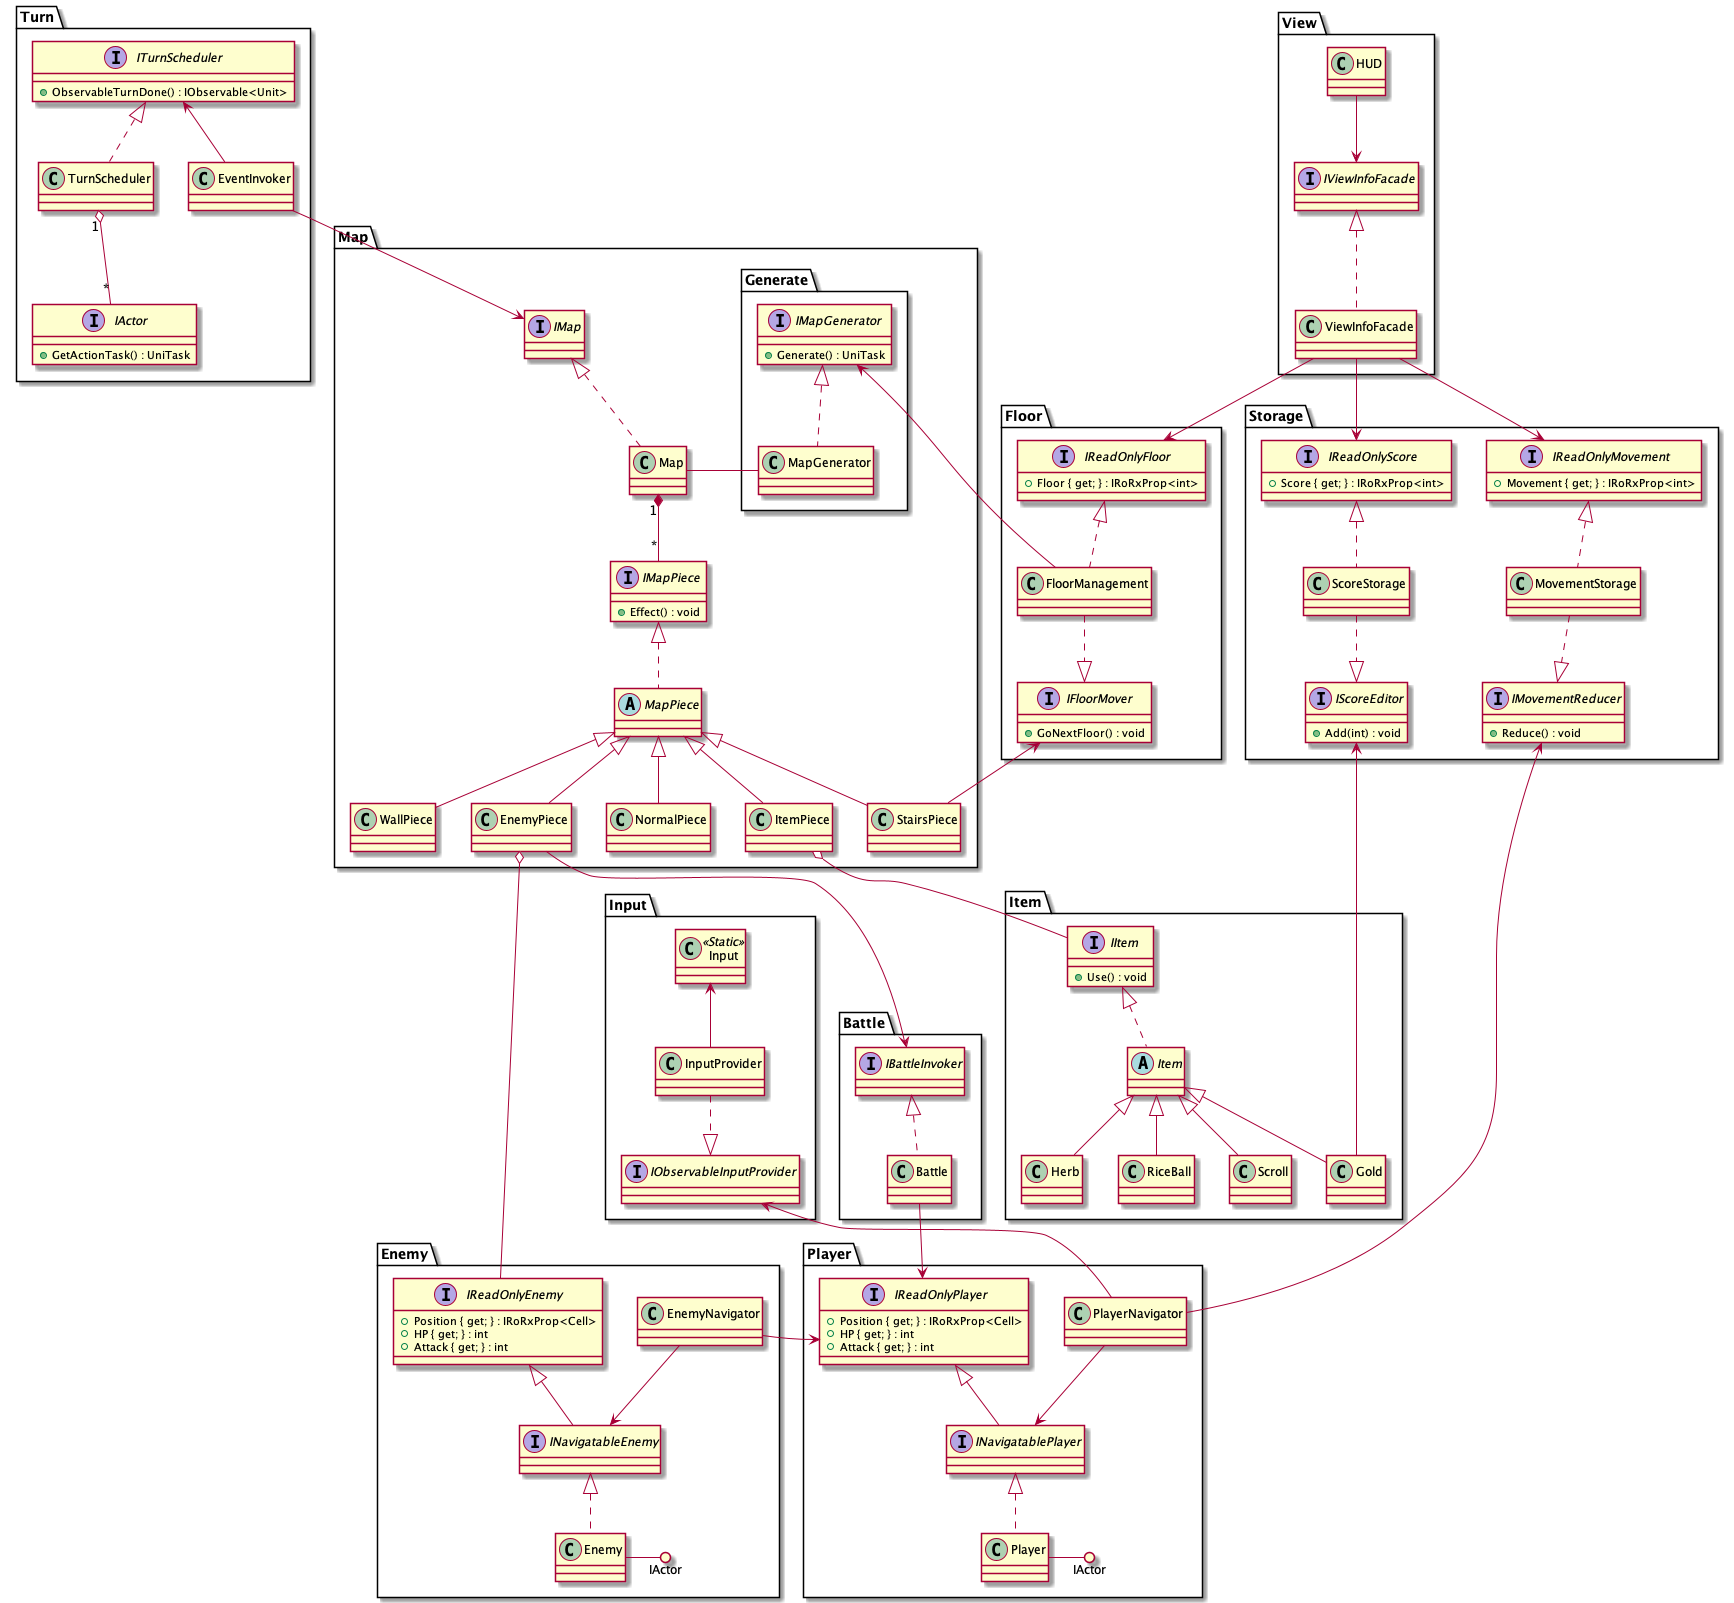 Turn
I ITurnScheduler
ObservableTurnDone() : IObservable<Unit>
C TurnScheduler
C EventInvoker
1
*
I IActor
GetActionTask() : UniTask
View
C HUD
I IViewInfoFacade
C ViewInfoFacade
Map
I IMap
Generate
I IMapGenerator
Generate() : UniTask
C Map
C MapGenerator
1
*
I IMapPiece
Effect() : void
A MapPiece
C WallPiece
C EnemyPiece
C NormalPiece
C ItemPiece
C StairsPiece
Floor
I IReadOnlyFloor
Floor { get; } : IRoRxProp<int>
C FloorManagement
I IFloorMover
GoNextFloor() : void
Storage
I IReadOnlyScore
Score { get; } : IRoRxProp<int>
I IReadOnlyMovement
Movement { get; } : IRoRxProp<int>
C ScoreStorage
C MovementStorage
I IScoreEditor
Add(int) : void
I IMovementReducer
Reduce() : void
Input
C «Static»
Input
C InputProvider
I IObservableInputProvider
Battle
I IBattleInvoker
C Battle
Item
I IItem
Use() : void
A Item
C Herb
C RiceBall
C Scroll
C Gold
Enemy
I IReadOnlyEnemy
Position { get; } : IRoRxProp<Cell>
HP { get; } : int
Attack { get; } : int
C EnemyNavigator
I INavigatableEnemy
C Enemy
IActor
Player
I IReadOnlyPlayer
Position { get; } : IRoRxProp<Cell>
HP { get; } : int
Attack { get; } : int
C PlayerNavigator
I INavigatablePlayer
C Player
IActor